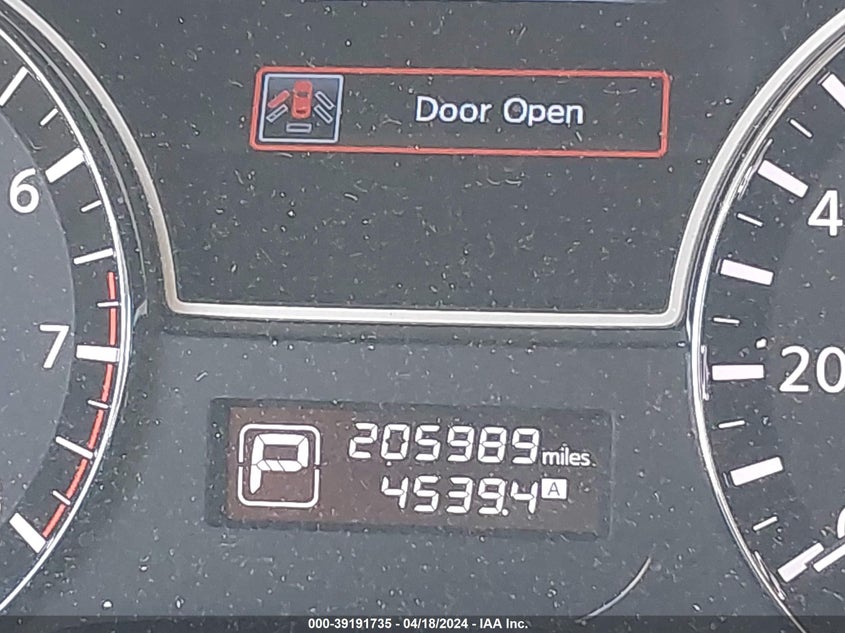 Door Open
6
7
4
20
P
205989 miles
4539.4 A
000-39191735 - 04/18/2024 - IAA Inc.